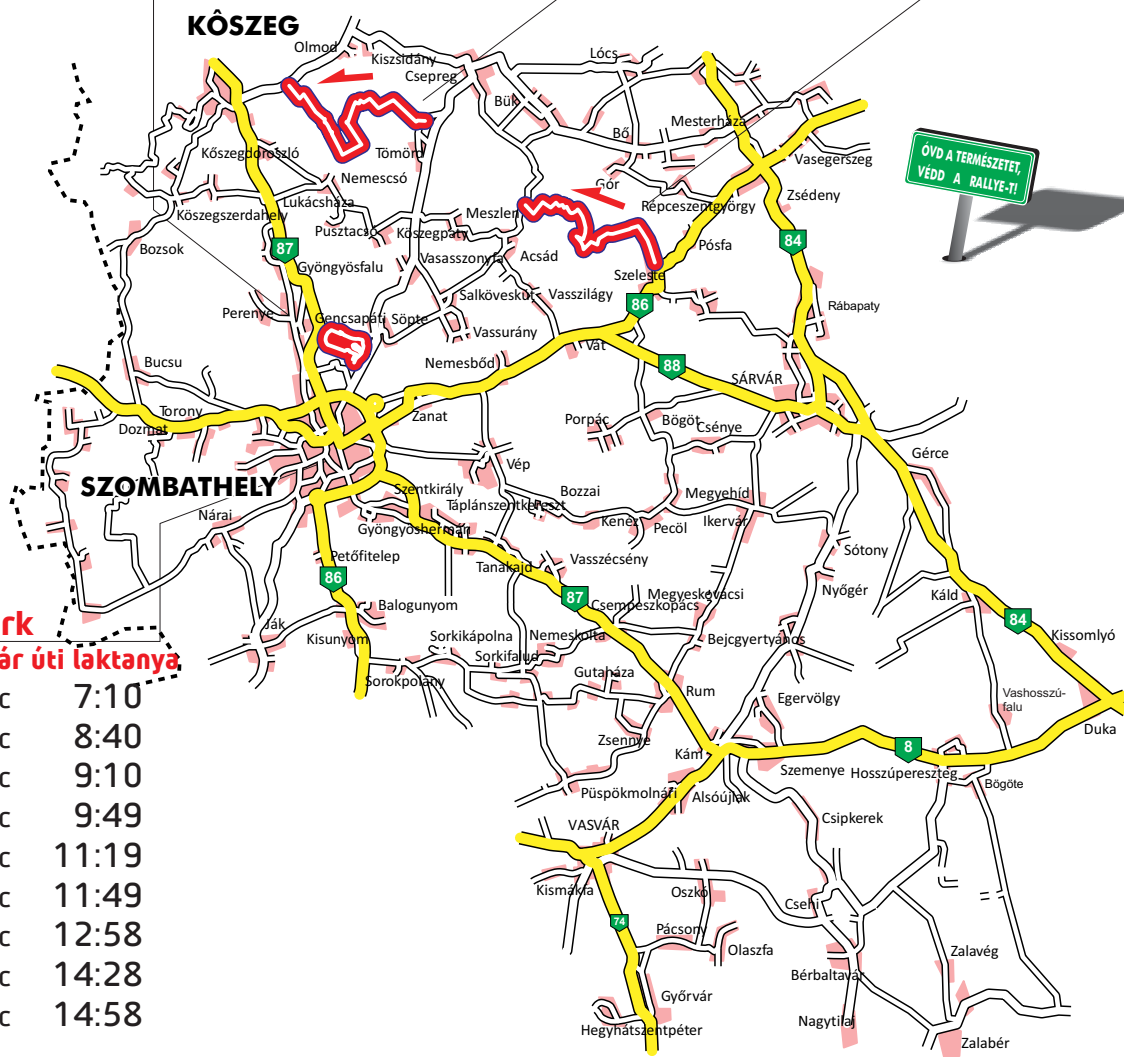 KÔSZEG
Olmod
Kiszsidány
Csepreg
Lócs
Bük
Bő
Mesterháza
Vasegerszeg
ÓVD A TERMÉSZETET,
VÉDD A RALLYE-T!
Kőszegdoroszló
Tömörd
Nemescsó
Gór
Zsédeny
Lukácsháza
Köszegszerdahely
Meszlen
Répceszentgyörgy
Pusztacsó
Köszegpaty
Bozsok
87
84
Pósfa
Vasasszonyfa
Acsád
Gyöngyösfalu
Szeleste
Salköveskút
Vasszilágy
86
Rábapaty
Perenye
Gencsapáti
Söpte
Vassurány
Vát
Bucsu
Nemesbőd
88
SÁRVÁR
Torony
Dozmat
Zanat
Porpác
Bögöt
Csénye
Gérce
Vép
SZOMBATHELY
Szentkirály
Bozzai
Megyehíd
Táplánszentkereszt
Nárai
Gyöngyöshermán
Kenéz
Pecöl
Ikervár
Sótony
Petőfitelep
Vasszécsény
Tanakajd
86
Nyőgér
Káld
87
Megyeskovácsi
Balogunyom
Csempeszkopács
84
rk
Ják
Kisunyom
Sorkikápolna
Nemeskolta
Bejcgyertyános
Kissomlyó
ár úti laktanya
Sorkifalud
Gutaháza
Sorokpolány
Rum
Egervölgy
Vashosszú-
falu
c 7:10
Duka
c 8:40
Zsennye
Kám
8
c 9:10
Szemenye
Hosszúpereszteg
Bögöte
Püspökmolnári
Alsóújlak
c 9:49
VASVÁR
Csipkerek
c 11:19
Kismákfa
Oszkó
c 11:49
Csehi
74
Pácsony
c 12:58
Olaszfa
Zalavég
c 14:28
Bérbaltavár
Győrvár
c 14:58
Nagytilaj
Hegyhátszentpéter
Zalabér